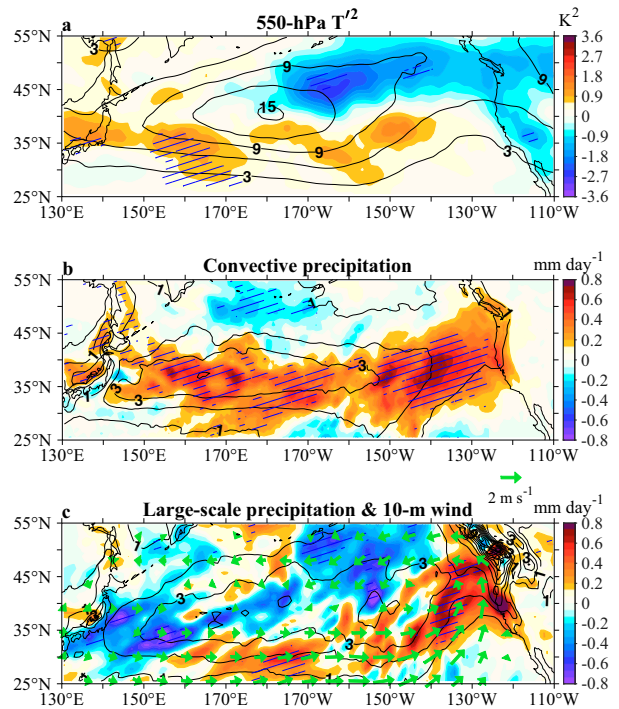 550-hPa T′2
K2
a
55°N
45°N
35°N
25°N
130°E 150°E 170°E 170°W 150°W 130°W 110°W
3
9
15
9
9
3
3
9
3.6
2.7
1.8
0.9
0
-0.9
-1.8
-2.7
-3.6
Convective precipitation
mm day-1
b
55°N
45°N
35°N
25°N
130°E 150°E 170°E 170°W 150°W 130°W 110°W
1
1
1
3
3
1
1
0.8
0.6
0.4
0.2
0
-0.2
-0.4
-0.6
-0.8
2 m s-1
Large-scale precipitation & 10-m wind
mm day-1
c
55°N
45°N
35°N
25°N
130°E 150°E 170°E 170°W 150°W 130°W 110°W
1
3
3
3
3
1
1
0.8
0.6
0.4
0.2
0
-0.2
-0.4
-0.6
-0.8